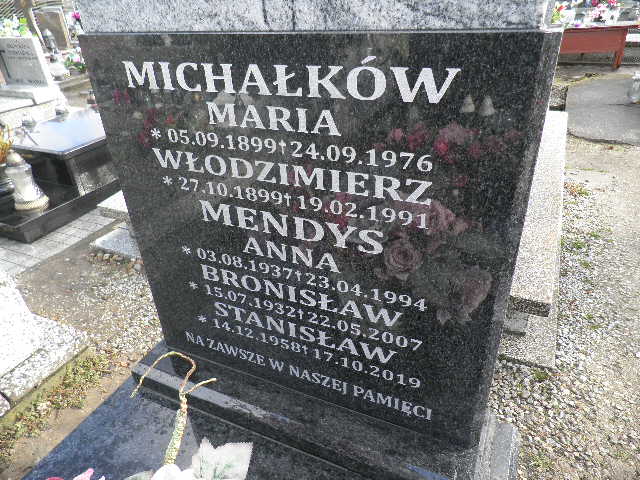 MICHAŁKÓW
MARIA
* 05.09.1899 † 24.09.1976
WŁODZIMIERZ
* 27.10.1899 † 19.02.1991
MENDYS
ANNA
* 03.08.1937 † 23.04.1994
BRONISŁAW
* 15.07.1932 † 22.05.2007
STANISŁAW
* 14.12.1958 † 17.10.2019
NA ZAWSZE W NASZEJ PAMIĘCI